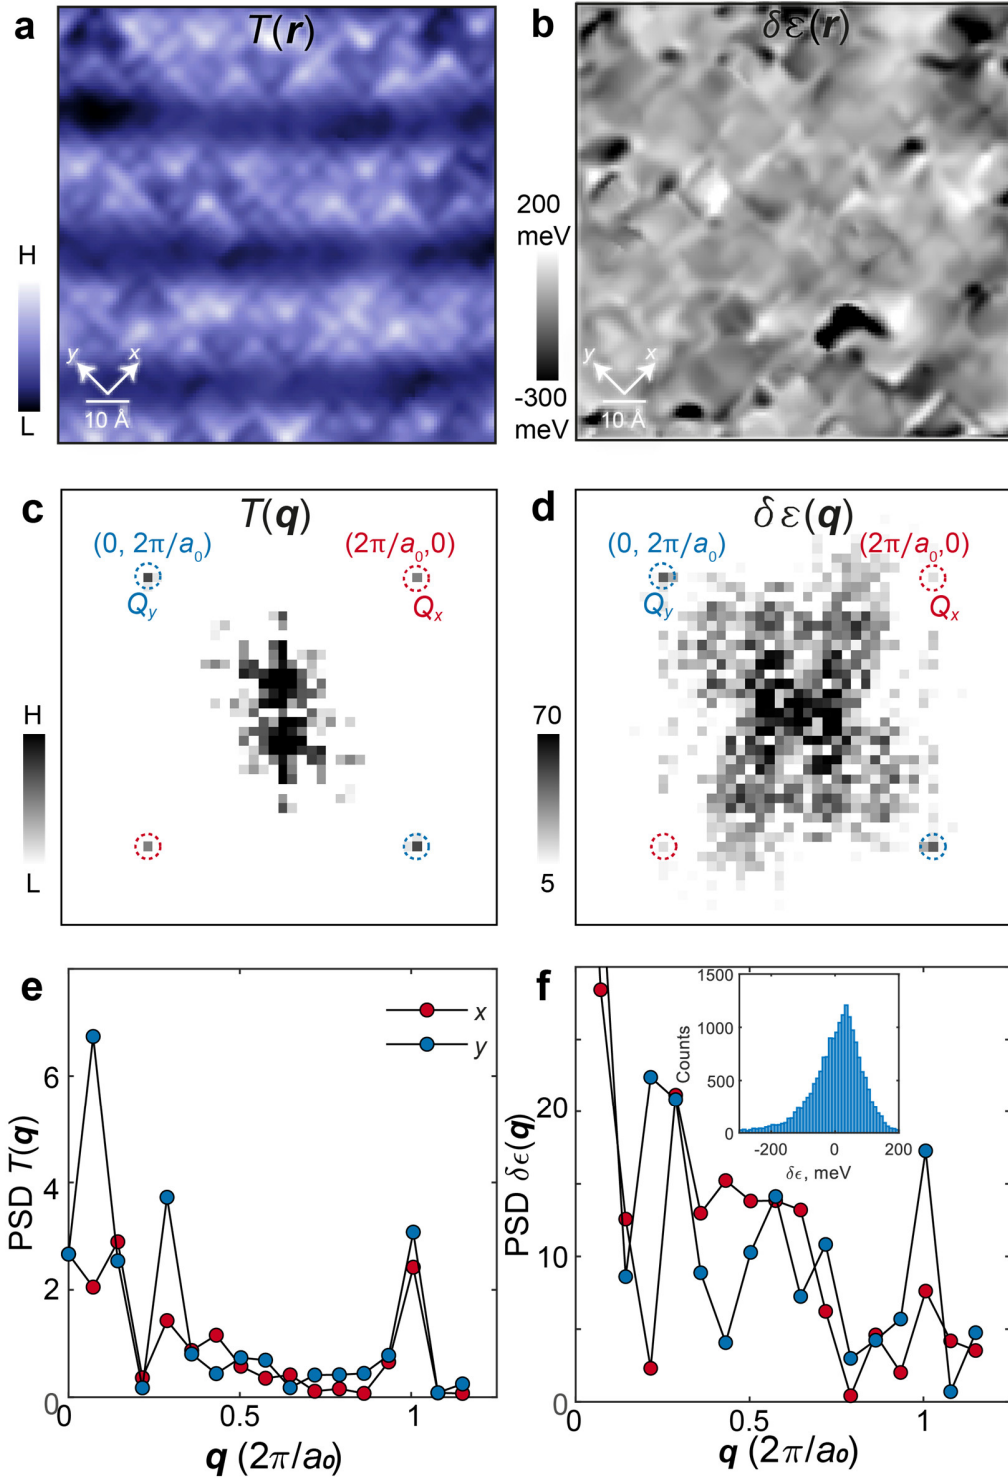 a
T(r)
H
L
y
x
10 Å
b
δε(r)
200
meV
-300
meV
y
x
10 Å
c
T(q)
(0, 2π/a₀)
(2π/a₀,0)
Qy
Qx
H
L
d
δε(q)
(0, 2π/a₀)
(2π/a₀,0)
Qy
Qx
70
5
e
x
y
PSD T(q)
6
4
2
0
0
0.5
1
q (2π/a₀)
f
PSD δϵ(q)
20
10
0
0
0.5
1
q (2π/a₀)
1500
1000
500
0
Counts
-200
0
200
δϵ, meV